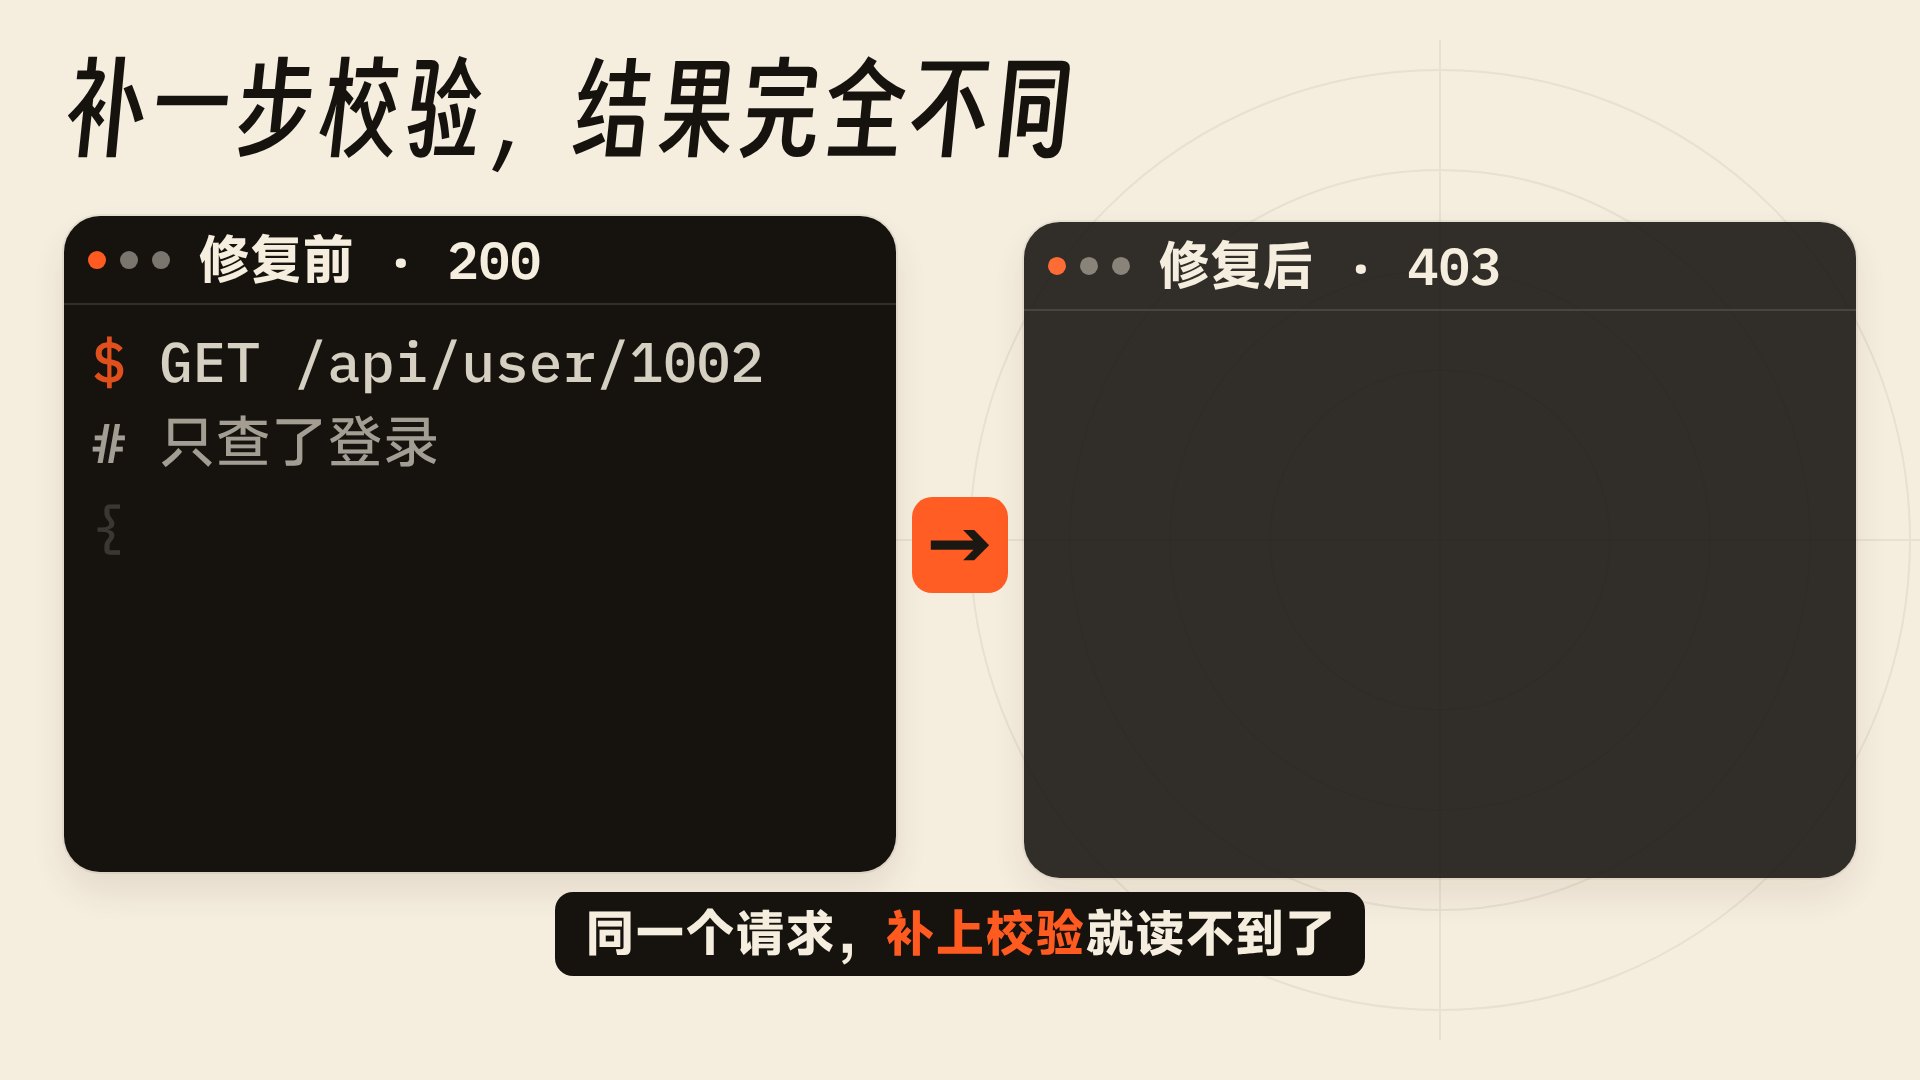 补一步校验，结果完全不同
修复前 · 200
$ GET /api/user/1002
# 只查了登录
{
→
修复后 · 403
同一个请求，补上校验就读不到了